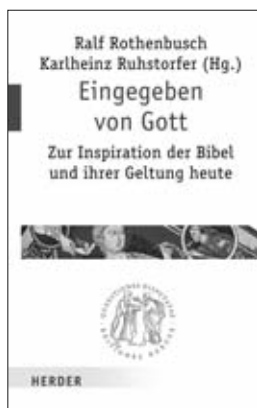 Ralf Rothenbusch
Karlheinz Ruhstorfer (Hg.)
Eingegeben
von Gott
Zur Inspiration der Bibel
und ihrer Geltung heute
HERDER